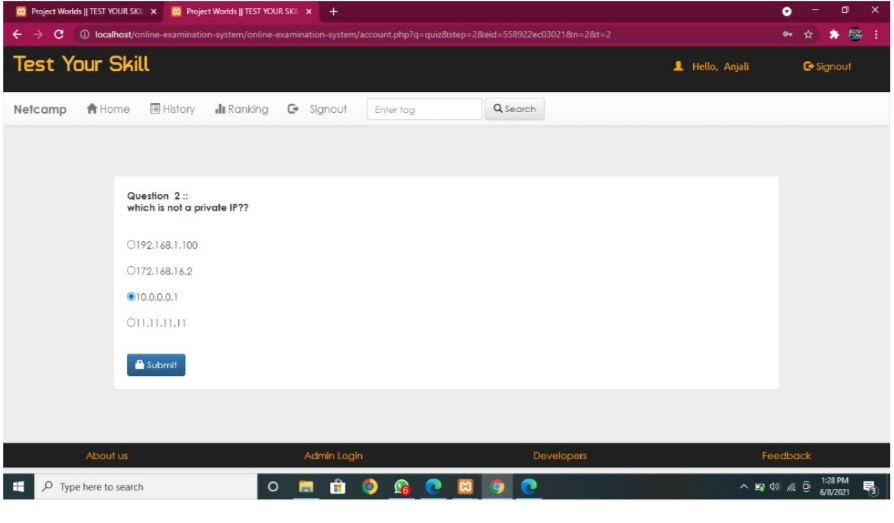 Project Worlds || TEST YOUR SKIL
Project Worlds || TEST YOUR SKIL
localhost/online-examination-system/online-examination-system/account.php?q=quiz&step=2&eid=558922ec03021&n=2&t=2
Test Your Skill
Hello, Anjali
Signout
Netcamp
Home
History
Ranking
Signout
Enter tag
Search
Question 2 ::
which is not a private IP??
192.168.1.100
172.168.16.2
10.0.0.0.1
11.11.11.11
Submit
About us
Admin Login
Developers
Feedback
Type here to search
1:28 PM
6/8/2021